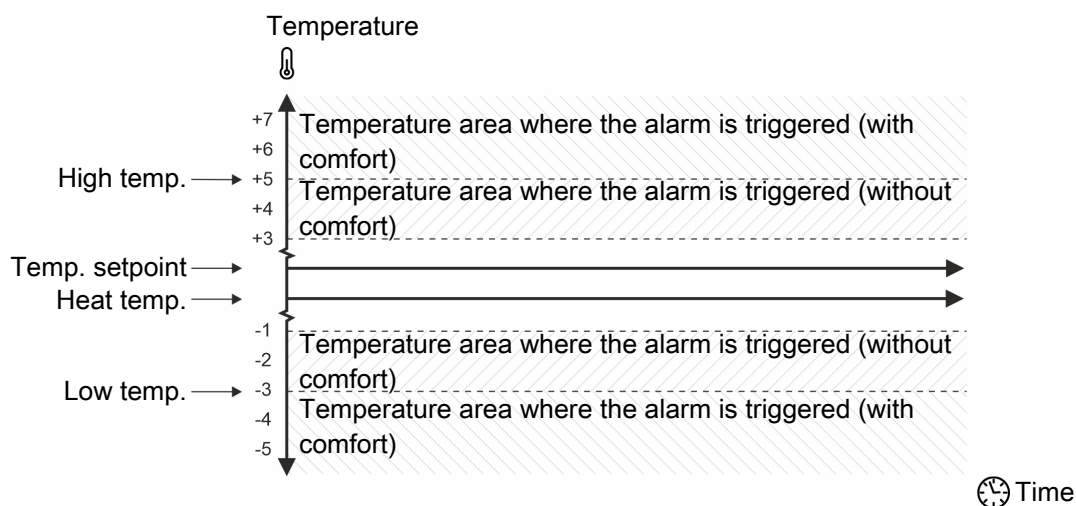 Temperature
+7
Temperature area where the alarm is triggered (with
+6
comfort)
High temp.
+5
Temperature area where the alarm is triggered (without
+4
comfort)
+3
Temp. setpoint
Heat temp.
-1
Temperature area where the alarm is triggered (without
-2
comfort)
Low temp.
-3
Temperature area where the alarm is triggered (with
-4
comfort)
-5
Time